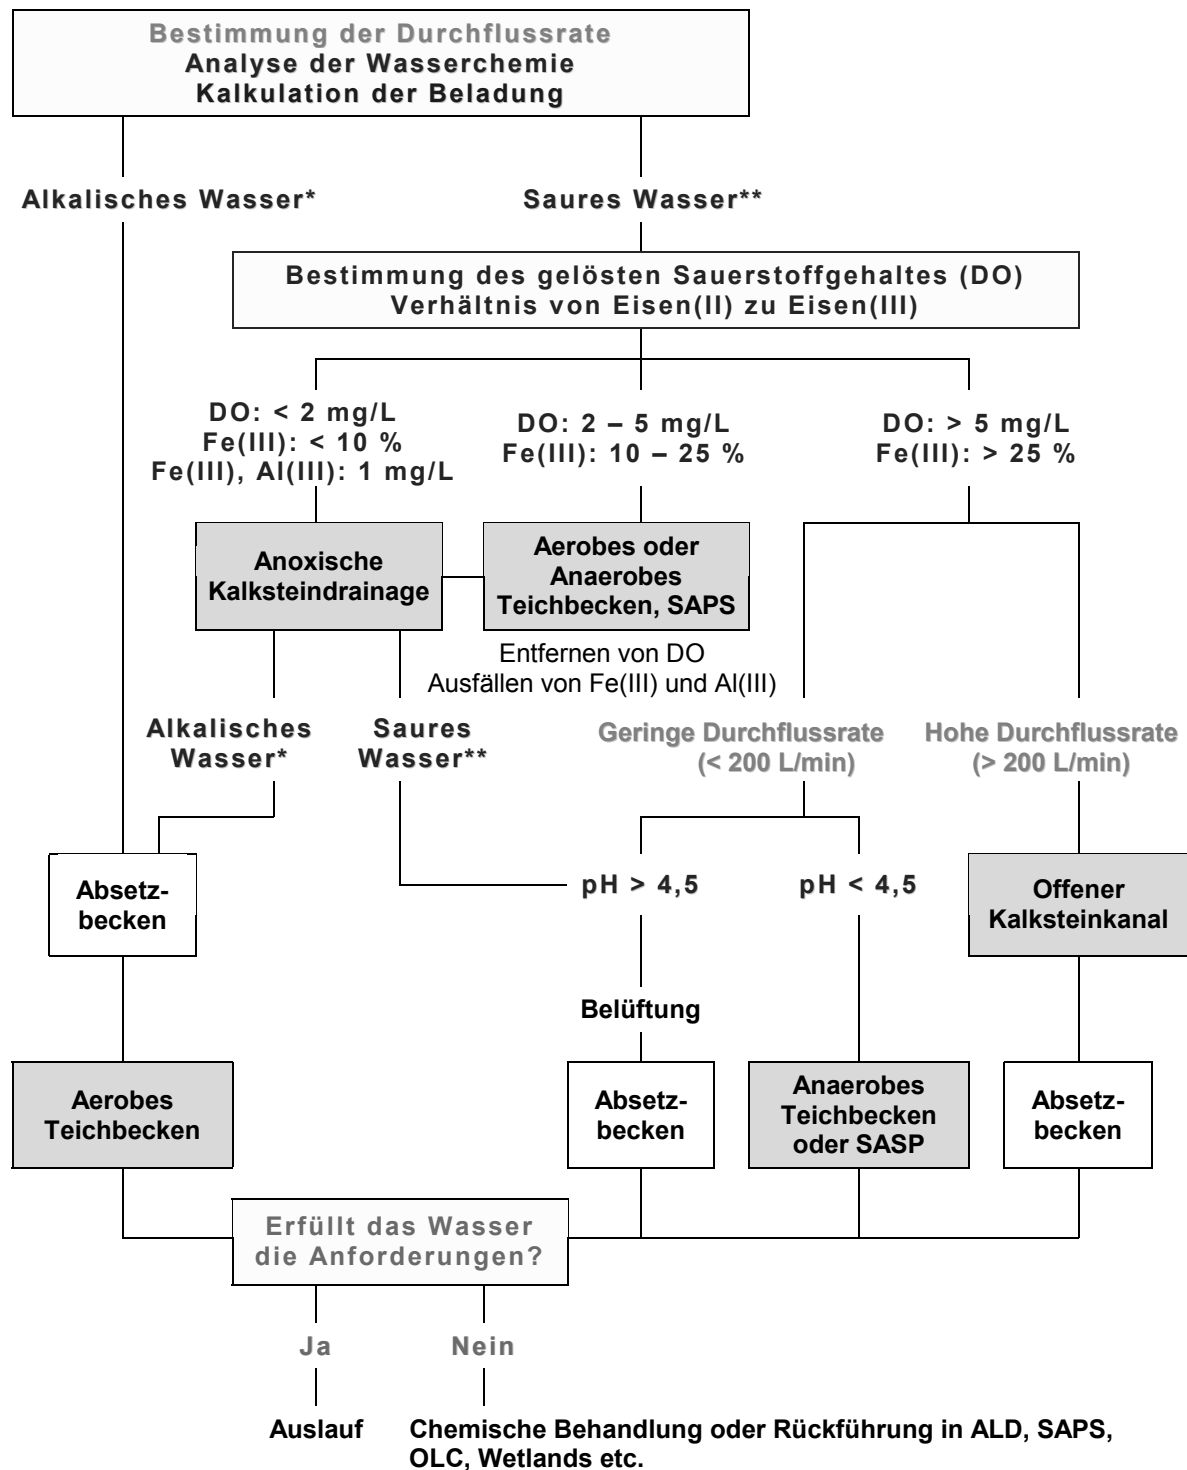 Bestimmung der Durchflussrate
Analyse der Wasserchemie
Kalkulation der Beladung
Alkalisches Wasser*
Saures Wasser**
Bestimmung des gelösten Sauerstoffgehaltes (DO)
Verhältnis von Eisen(II) zu Eisen(III)
DO: < 2 mg/L
Fe(III): < 10 %
Fe(III), Al(III): 1 mg/L
DO: 2 – 5 mg/L
Fe(III): 10 – 25 %
DO: > 5 mg/L
Fe(III): > 25 %
Anoxische
Kalksteindrainage
Aerobes oder
Anaerobes
Teichbecken, SAPS
Entfernen von DO
Ausfällen von Fe(III) und Al(III)
Alkalisches
Wasser*
Saures
Wasser**
Geringe Durchflussrate
(< 200 L/min)
Hohe Durchflussrate
(> 200 L/min)
Absetz-
becken
pH > 4,5
pH < 4,5
Offener
Kalksteinkanal
Belüftung
Aerobes
Teichbecken
Absetz-
becken
Anaerobes
Teichbecken
oder SASP
Absetz-
becken
Erfüllt das Wasser
die Anforderungen?
Ja
Nein
Auslauf
Chemische Behandlung oder Rückführung in ALD, SAPS,
OLC, Wetlands etc.